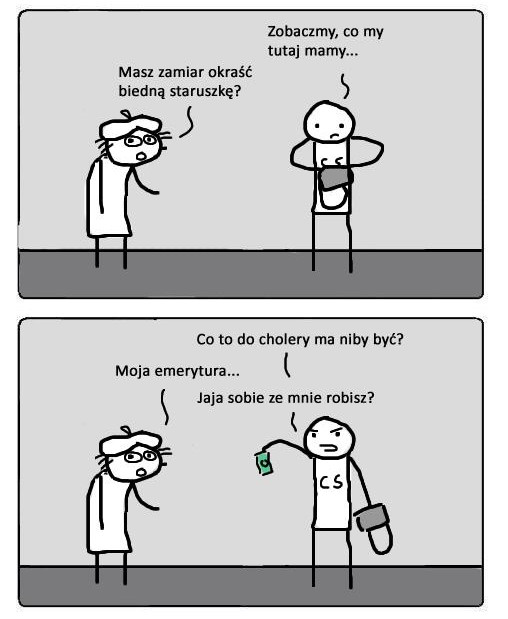 Zobaczmy, co my
tutaj mamy...
Masz zamiar okraść
biedną staruszkę?
CS
Co to do cholery ma niby być?
Moja emerytura...
Jaja sobie ze mnie robisz?
CS